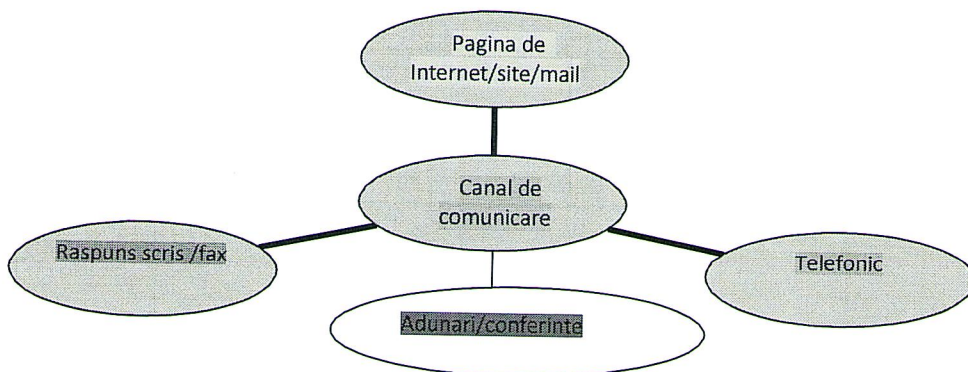 Pagina de
Internet/site/mail
Canal de
comunicare
Raspuns scris /fax
Telefonic
Adunari/conferinte